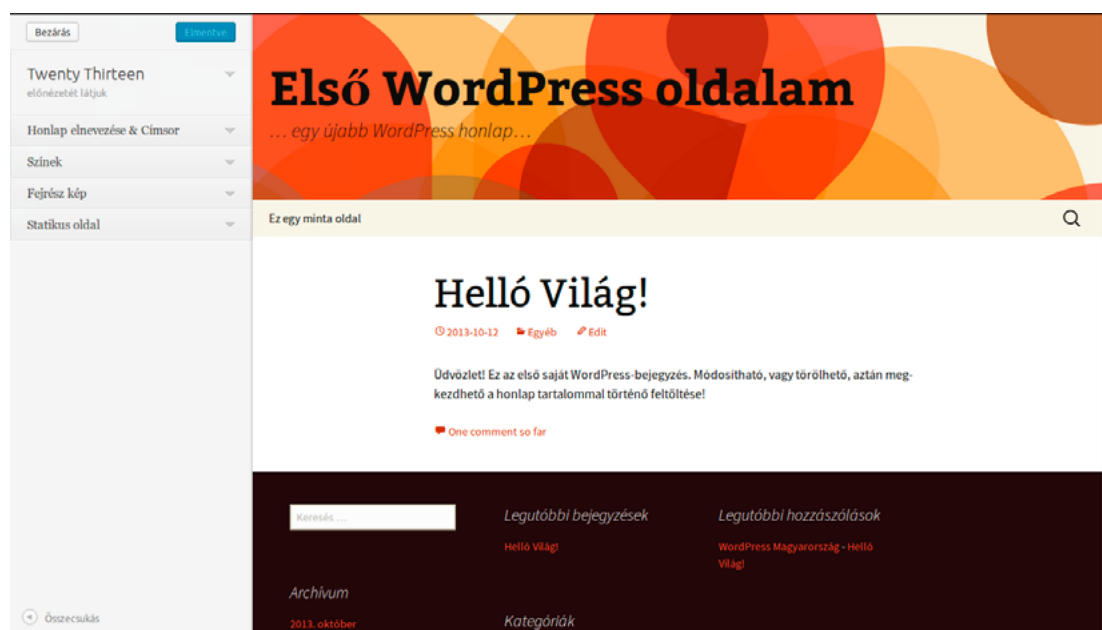 Bezárás
Elmentve
Twenty Thirteen
előnézetét látjuk
Honlap elnevezése & Címsor
Színek
Fejrész kép
Statikus oldal
Összecsukás
Első WordPress oldalam
... egy újabb WordPress honlap...
Ez egy minta oldal
Helló Világ!
2013-10-12 Egyéb Edit
Üdvözlet! Ez az első saját WordPress-bejegyzés. Módosítható, vagy törölhető, aztán meg-
kezdhető a honlap tartalommal történő feltöltése!
One comment so far
Keresés ...
Archívum
2013. október
Legutóbbi bejegyzések
Helló Világ!
Kategóriák
Legutóbbi hozzászólások
WordPress Magyarország - Helló
Világ!